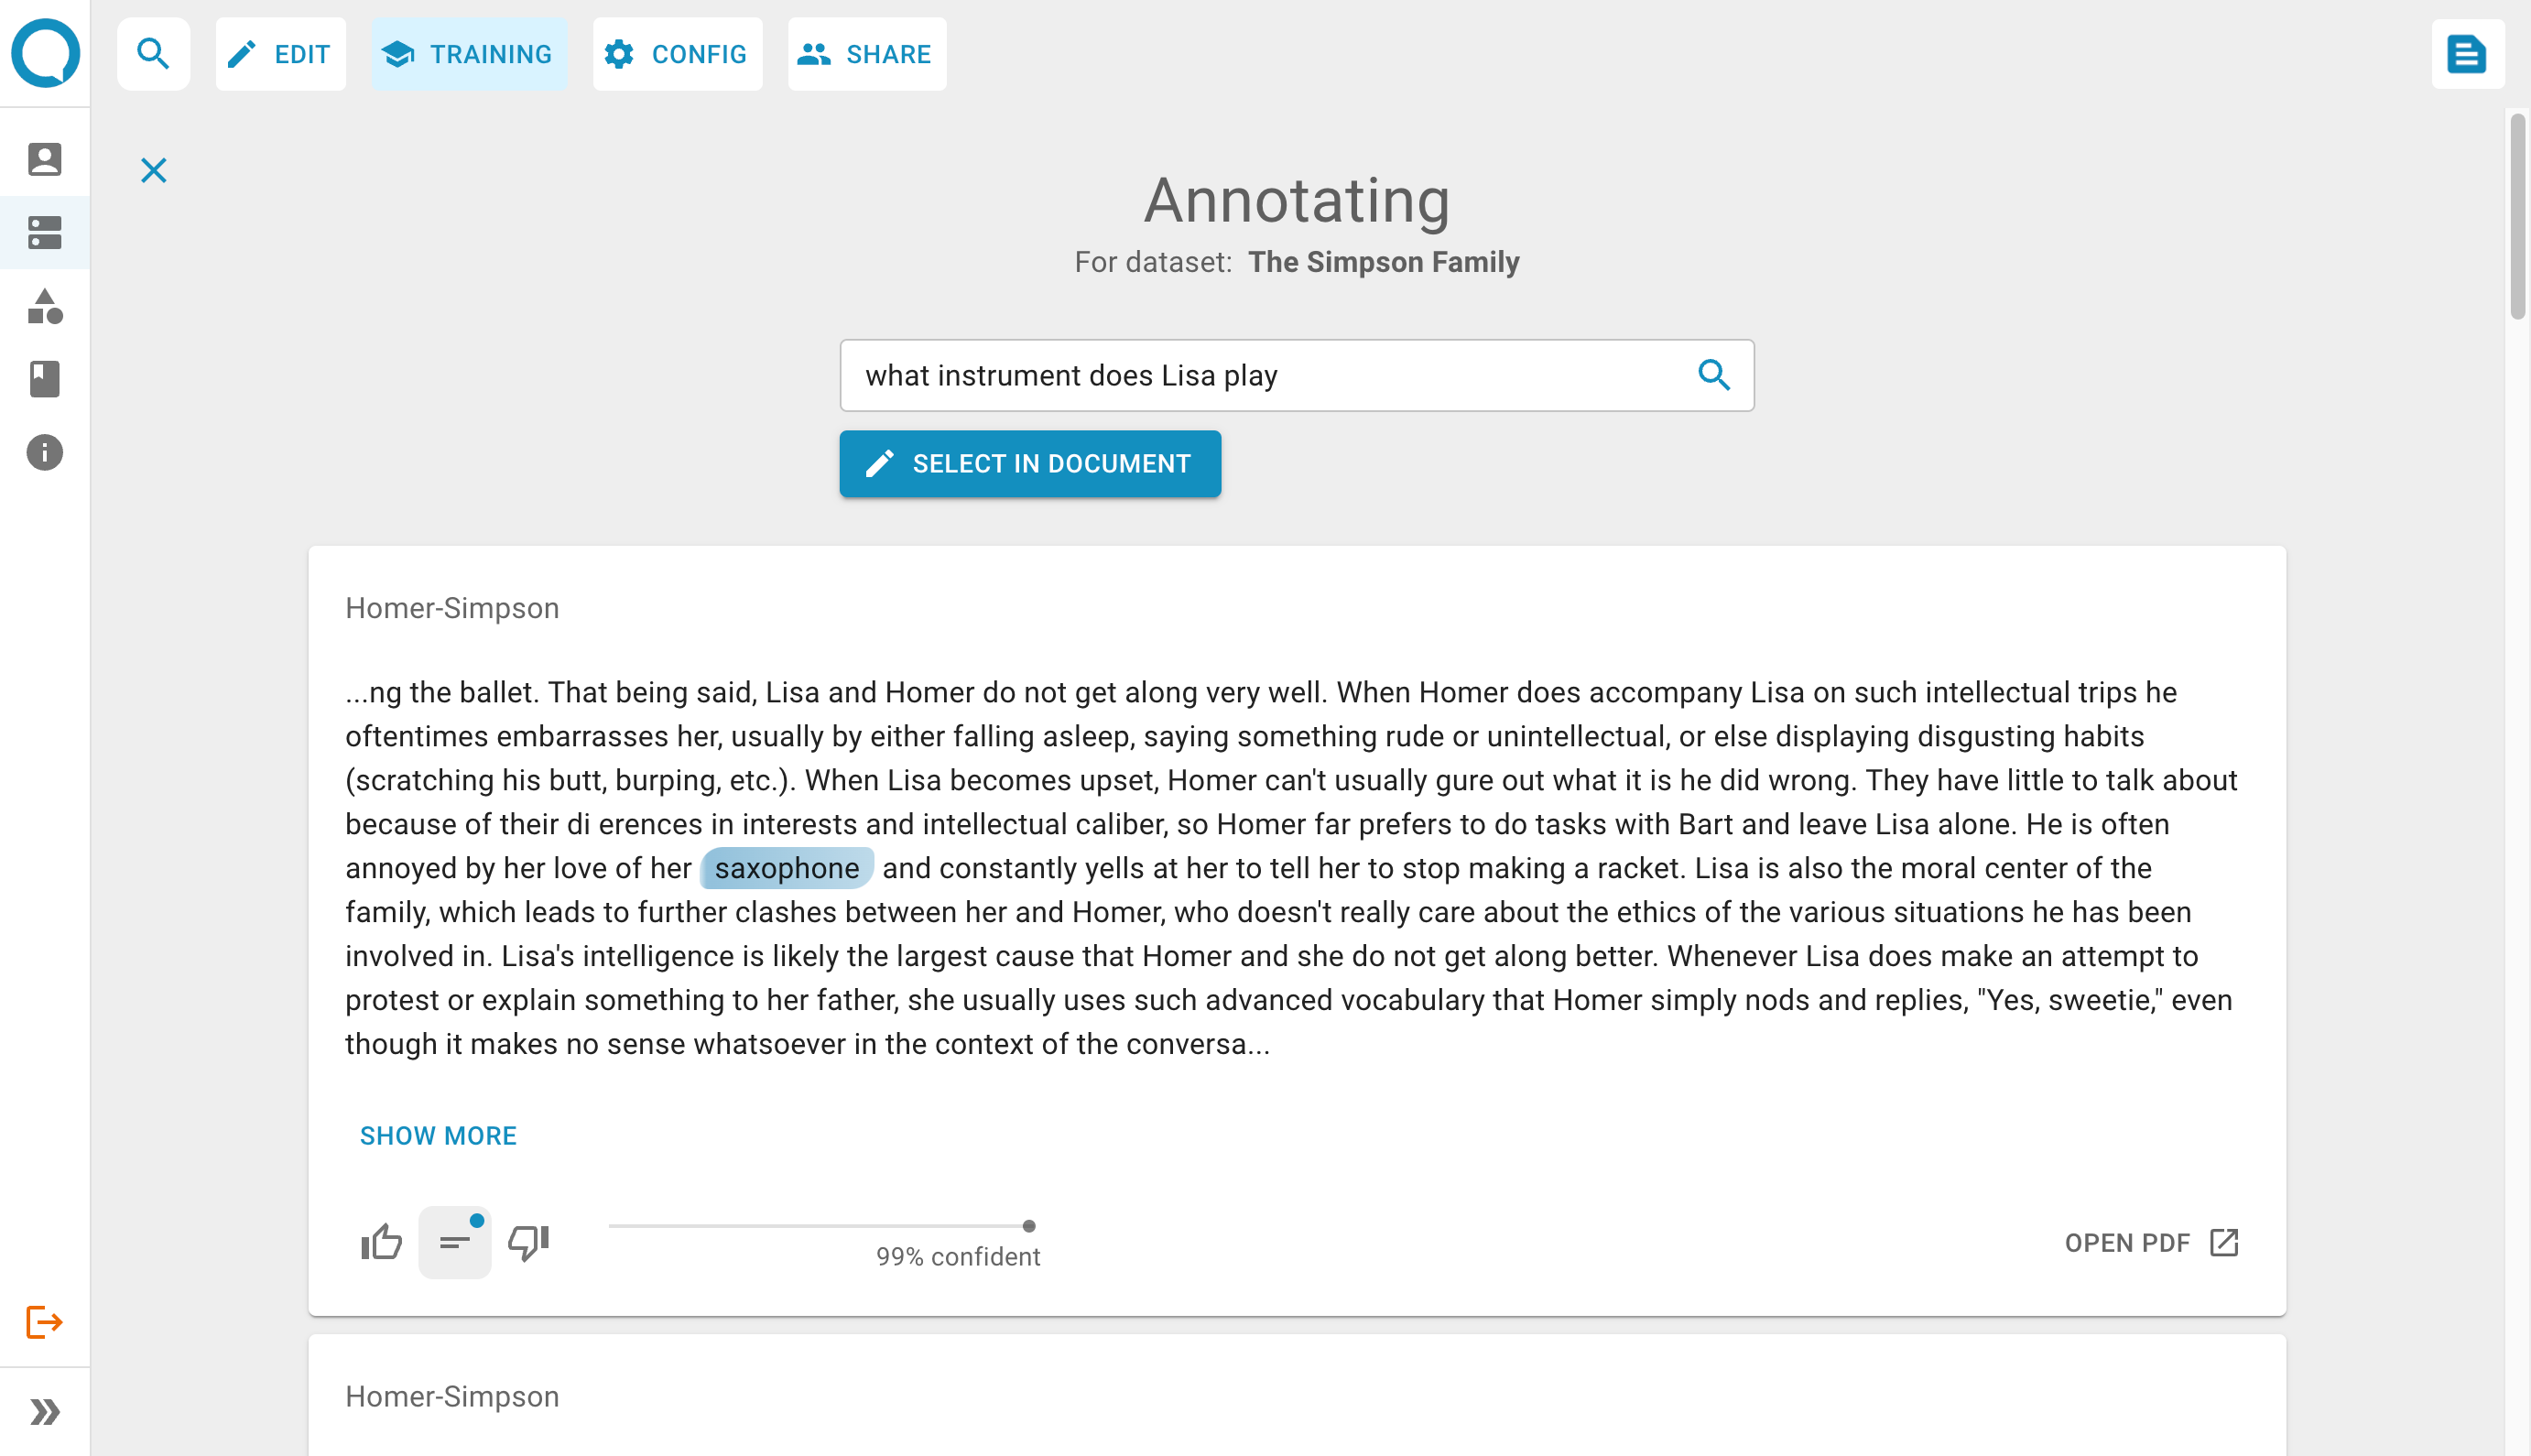 EDIT
TRAINING
CONFIG
SHARE
Annotating
For dataset: The Simpson Family
what instrument does Lisa play
SELECT IN DOCUMENT
Homer-Simpson
...ng the ballet. That being said, Lisa and Homer do not get along very well. When Homer does accompany Lisa on such intellectual trips he
oftentimes embarrasses her, usually by either falling asleep, saying something rude or unintellectual, or else displaying disgusting habits
(scratching his butt, burping, etc.). When Lisa becomes upset, Homer can't usually gure out what it is he did wrong. They have little to talk about
because of their di erences in interests and intellectual caliber, so Homer far prefers to do tasks with Bart and leave Lisa alone. He is often
annoyed by her love of her saxophone and constantly yells at her to tell her to stop making a racket. Lisa is also the moral center of the
family, which leads to further clashes between her and Homer, who doesn't really care about the ethics of the various situations he has been
involved in. Lisa's intelligence is likely the largest cause that Homer and she do not get along better. Whenever Lisa does make an attempt to
protest or explain something to her father, she usually uses such advanced vocabulary that Homer simply nods and replies, "Yes, sweetie," even
though it makes no sense whatsoever in the context of the conversa...
SHOW MORE
99% confident
OPEN PDF
Homer-Simpson